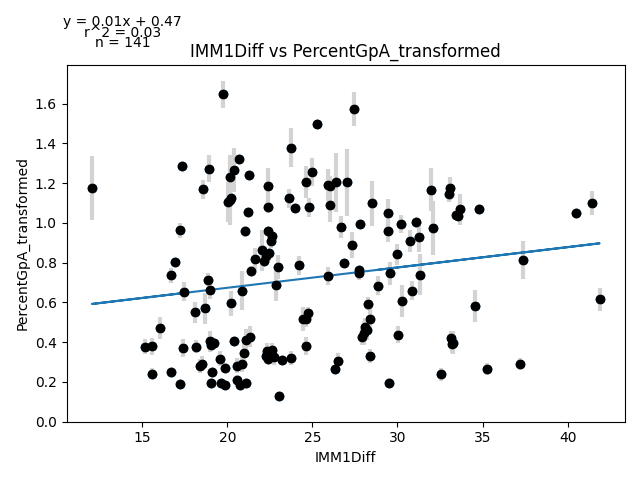 y = 0.01x + 0.47
r^2 = 0.03
n = 141
IMM1Diff vs PercentGpA_transformed
PercentGpA_transformed
1.6
1.4
1.2
1.0
0.8
0.6
0.4
0.2
0.0
15 20 25 30 35 40
IMM1Diff